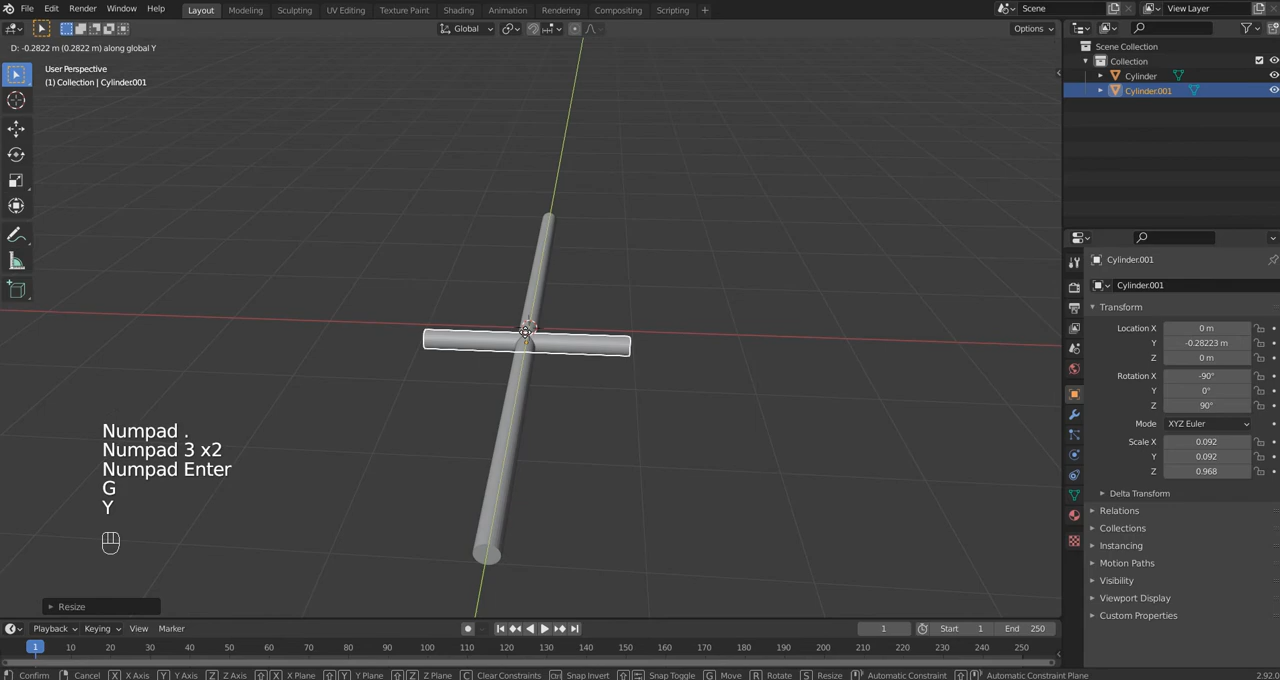 File Edit Render Window Help Layout Modeling Sculpting UV Editing Texture Paint Shading Animation Rendering Compositing Scripting + Scene View Layer
Global Options
D: -0.2822 m (0.2822 m) along global Y
User Perspective
(1) Collection | Cylinder.001
Scene Collection
Collection
Cylinder
Cylinder.001
Cylinder.001
Cylinder.001
Transform
Location X 0 m
Y -0.28223 m
Z 0 m
Rotation X -90°
Y 0°
Z 90°
Mode XYZ Euler
Scale X 0.092
Y 0.092
Z 0.968
Delta Transform
Relations
Collections
Instancing
Motion Paths
Visibility
Viewport Display
Custom Properties
Numpad .
Numpad 3 x2
Numpad Enter
G
Y
Resize
Playback Keying View Marker 1 Start 1 End 250
1 10 20 30 40 50 60 70 80 90 100 110 120 130 140 150 160 170 180 190 200 210 220 230 240 250
Confirm Cancel X X Axis Y Y Axis Z Z Axis X X Plane Y Y Plane Z Z Plane C Clear Constraints Ctrl Snap Invert Snap Toggle G Move R Rotate S Resize Automatic Constraint Automatic Constraint Plane 2.92.0